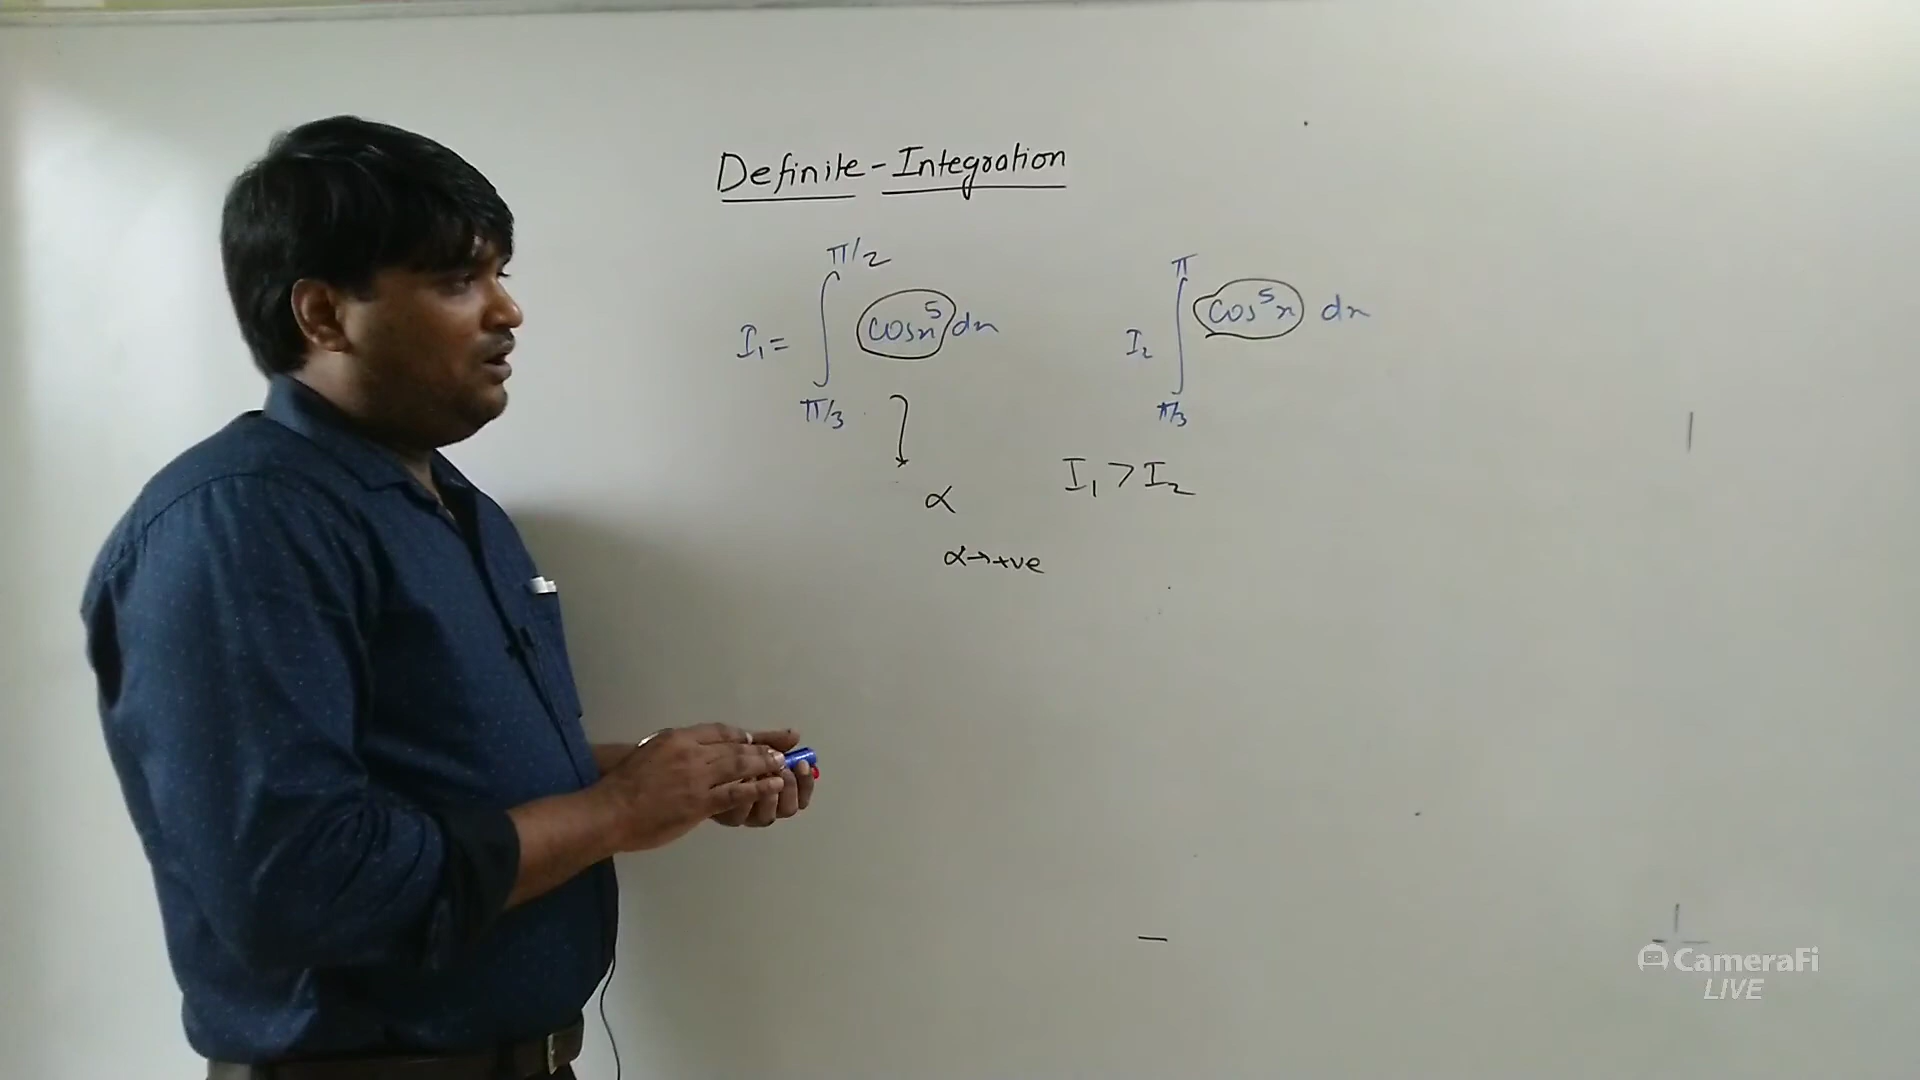 Definite-Integration
I₁ = ∫ π/3 π/2 cosx⁵ dx
I₂ ∫ π/3 π cos⁵x dx
α
I₁ > I₂
α→+ve
CameraFi
LIVE